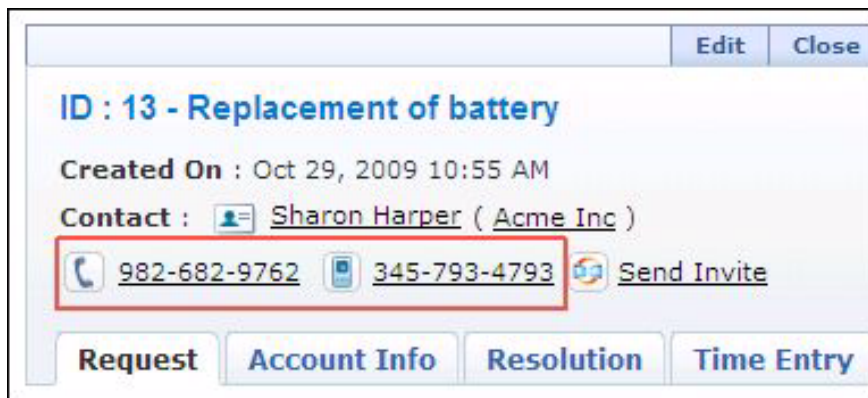 Edit Close
ID : 13 - Replacement of battery
Created On : Oct 29, 2009 10:55 AM
Contact : Sharon Harper ( Acme Inc )
982-682-9762 345-793-4793 Send Invite
Request Account Info Resolution Time Entry